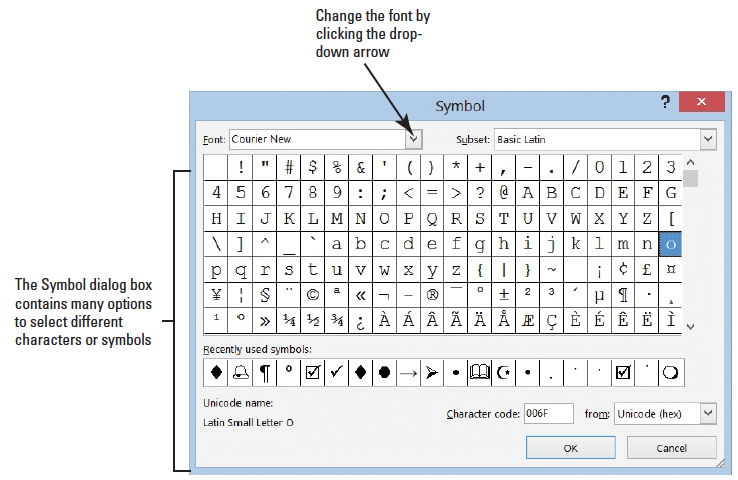 Change the font by
clicking the drop-
down arrow
Symbol
Font: Courier New
Subset: Basic Latin
! " # $ % & ' ( ) * + , - . / 0 1 2 3
4 5 6 7 8 9 : ; < = > ? @ A B C D E F G
H I J K L M N O P Q R S T U V W X Y Z [
\ ] ^ _ ` a b c d e f g h i j k l m n o
p q r s t u v w x y z { | } ~ ¡ ¢ £ ¤
¥ ¦ § ¨ © ª « ¬ - ® ¯ ° ± ² ³ ´ µ ¶ · ¸
¹ º » ¼ ½ ¾ ¿ À Á Â Ã Ä Å Æ Ç È É Ê Ë Ì
The Symbol dialog box
contains many options
to select different
characters or symbols
Recently used symbols:
Unicode name:
Latin Small Letter O
Character code: 006F from: Unicode (hex)
OK Cancel